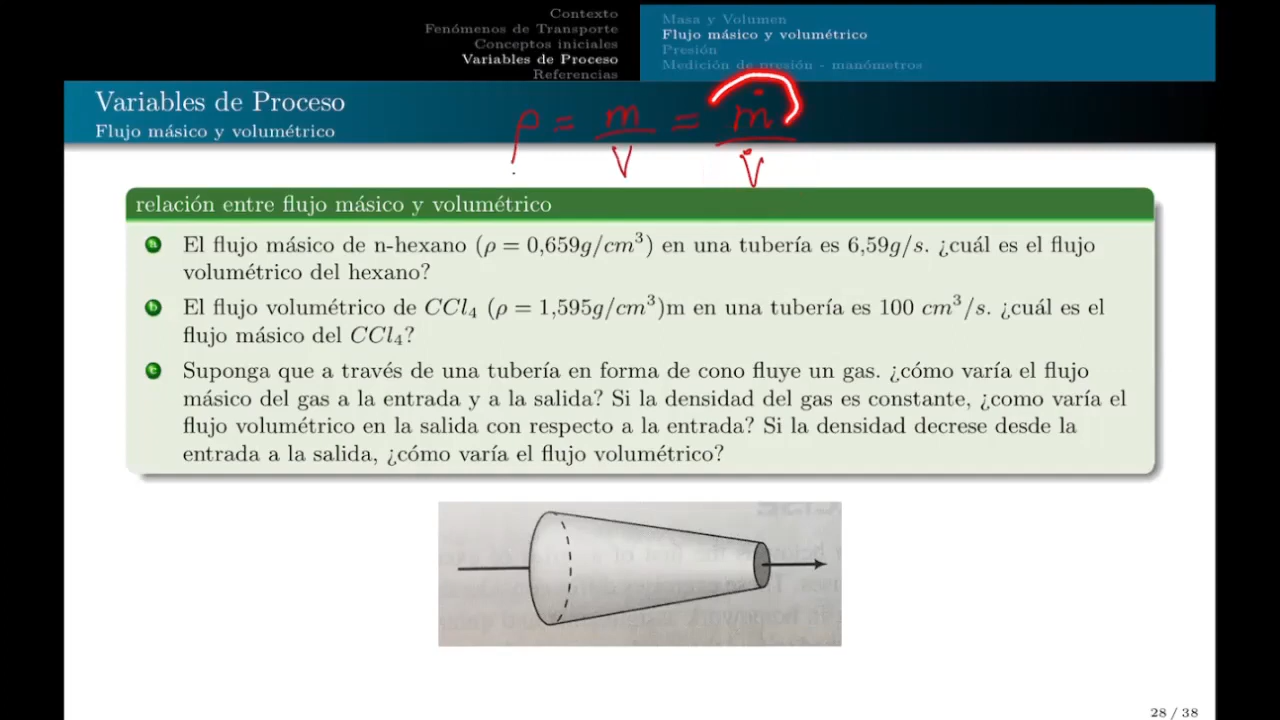 Contexto
Fenómenos de Transporte
Conceptos iniciales
Variables de Proceso
Referencias
Masa y Volumen
Flujo másico y volumétrico
Presión
Medición de presión - manómetros
Variables de Proceso
Flujo másico y volumétrico
ρ = m/V = ṁ/V̇
relación entre flujo másico y volumétrico
a El flujo másico de n-hexano (ρ = 0,659g/cm³) en una tubería es 6,59g/s. ¿cuál es el flujo
volumétrico del hexano?
b El flujo volumétrico de CCl₄ (ρ = 1,595g/cm³)m en una tubería es 100 cm³/s. ¿cuál es el
flujo másico del CCl₄?
c Suponga que a través de una tubería en forma de cono fluye un gas. ¿cómo varía el flujo
másico del gas a la entrada y a la salida? Si la densidad del gas es constante, ¿como varía el
flujo volumétrico en la salida con respecto a la entrada? Si la densidad decrese desde la
entrada a la salida, ¿cómo varía el flujo volumétrico?
28 / 38